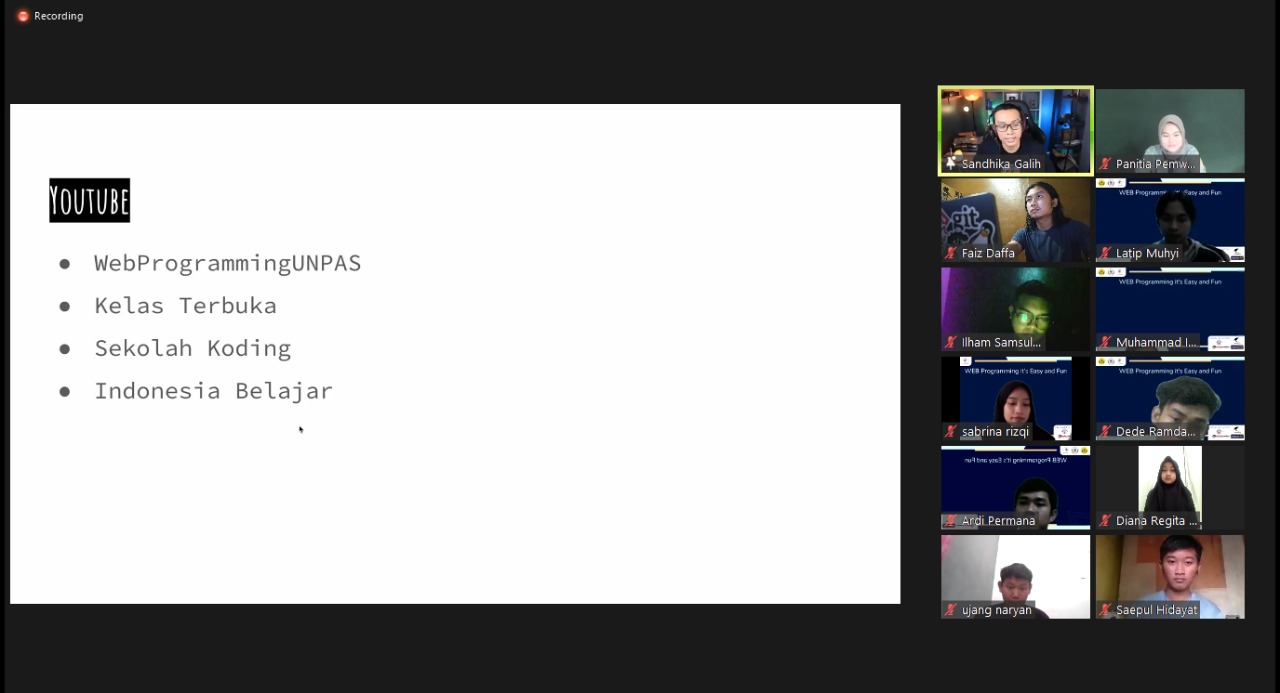 Recording
YOUTUBE
● WebProgrammingUNPAS
● Kelas Terbuka
● Sekolah Koding
● Indonesia Belajar
Sandhika Galih
Panitia Pemw...
git
Faiz Daffa
WEB Programming it's Easy and Fun
Latip Muhyi
Ilham Samsul...
WEB Programming it's Easy and Fun
Muhammad I...
WEB Programming it's Easy and Fun
sabrina rizqi
WEB Programming it's Easy and Fun
Dede Ramda...
WEB Programming it's Easy and Fun
Ardi Permana
Diana Regita ...
ujang naryan
Saepul Hidayat